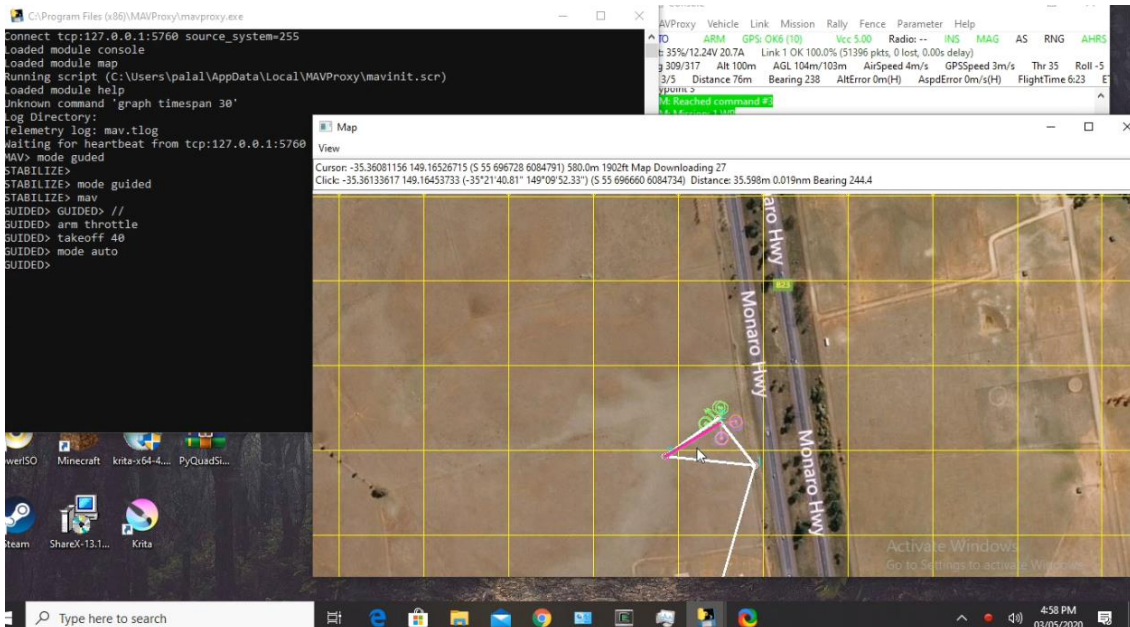 C:\Program Files (x86)\MAVProxy\mavproxy.exe
Connect tcp:127.0.0.1:5760 source_system=255
Loaded module console
Loaded module map
Running script (C:\Users\palal\AppData\Local\MAVProxy\mavinit.scr)
Loaded module help
Unknown command 'graph timespan 30'
Log Directory:
Telemetry log: mav.tlog
Waiting for heartbeat from tcp:127.0.0.1:5760
MAV> mode guded
STABILIZE>
STABILIZE> mode guided
STABILIZE> mav
GUIDED> GUIDED> //
GUIDED> arm throttle
GUIDED> takeoff 40
GUIDED> mode auto
GUIDED>
AVProxy Vehicle Link Mission Rally Fence Parameter Help
TO ARM GPS: OK6 (10) Vcc 5.00 Radio: -- INS MAG AS RNG AHRS
t: 35%/12.24V 20.7A Link 1 OK 100.0% (51396 pkts, 0 lost, 0.00s delay)
g 309/317 Alt 100m AGL 104m/103m AirSpeed 4m/s GPSSpeed 3m/s Thr 35 Roll -5
3/5 Distance 76m Bearing 238 AltError 0m(H) AspdError 0m/s(H) FlightTime 6:23 E
ypoint 3
M: Reached command #3
Map
View
Cursor: -35.36081156 149.16526715 (S 55 696728 6084791) 580.0m 1902ft Map Downloading 27
Click: -35.36133617 149.16453733 (-35°21'40.81" 149°09'52.33") (S 55 696660 6084734) Distance: 35.598m 0.019nm Bearing 244.4
aro Hwy
B23
Monaro Hwy
Monaro Hwy
Activate Windows
Go to Settings to activate Windows
werISO
Minecraft
krita-x64-4....
PyQuadSi...
Steam
ShareX-13.1...
Krita
Type here to search
4:58 PM
03/05/2020